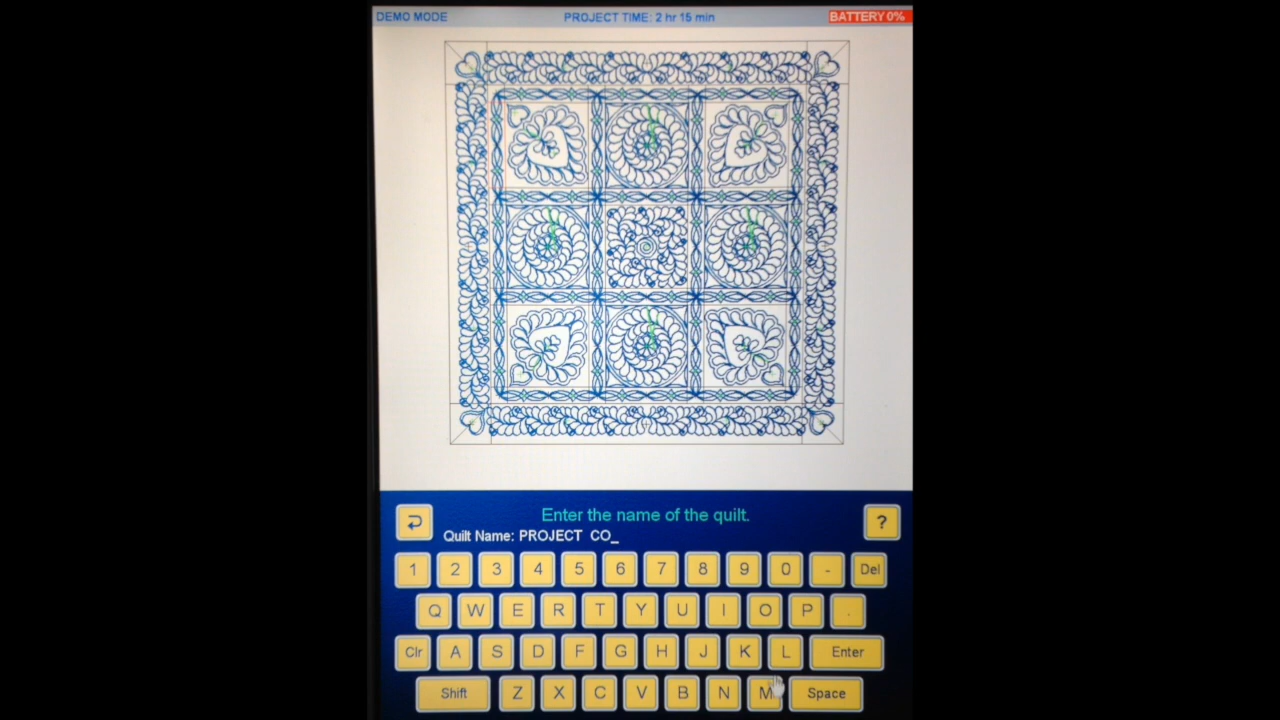 DEMO MODE PROJECT TIME: 2 hr 15 min BATTERY 0%
Enter the name of the quilt.
?
Quilt Name: PROJECT  CO_
1 2 3 4 5 6 7 8 9 0 - Del
Q W E R T Y U I O P .
Clr A S D F G H J K L Enter
Shift Z X C V B N M Space